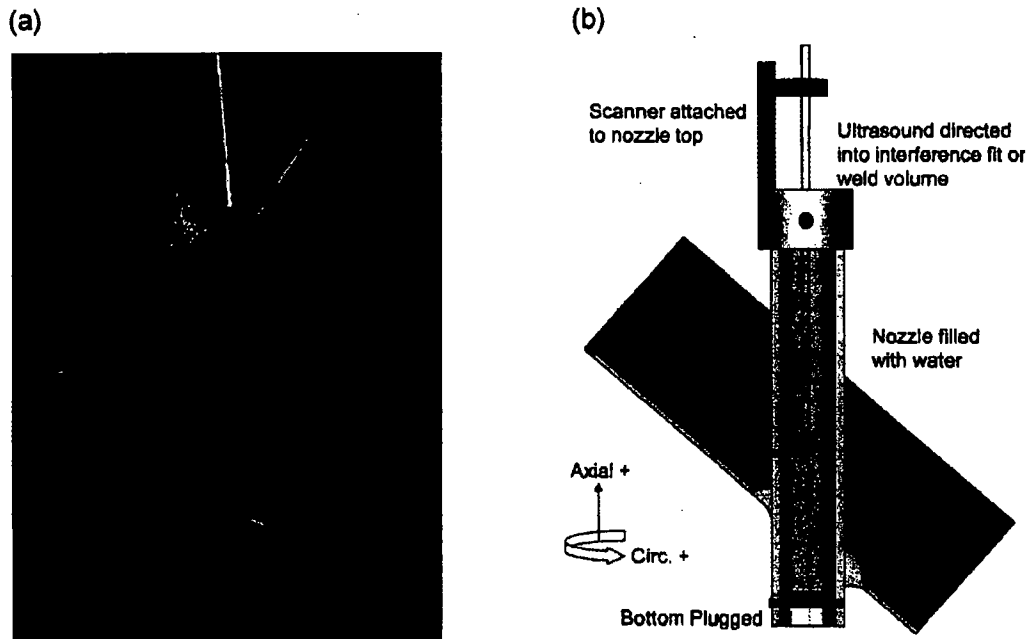 (a)
(b)
Scanner attached
to nozzle top
Ultrasound directed
into interference fit or
weld volume
Nozzle filled
with water
Axial +
Circ. +
Bottom Plugged